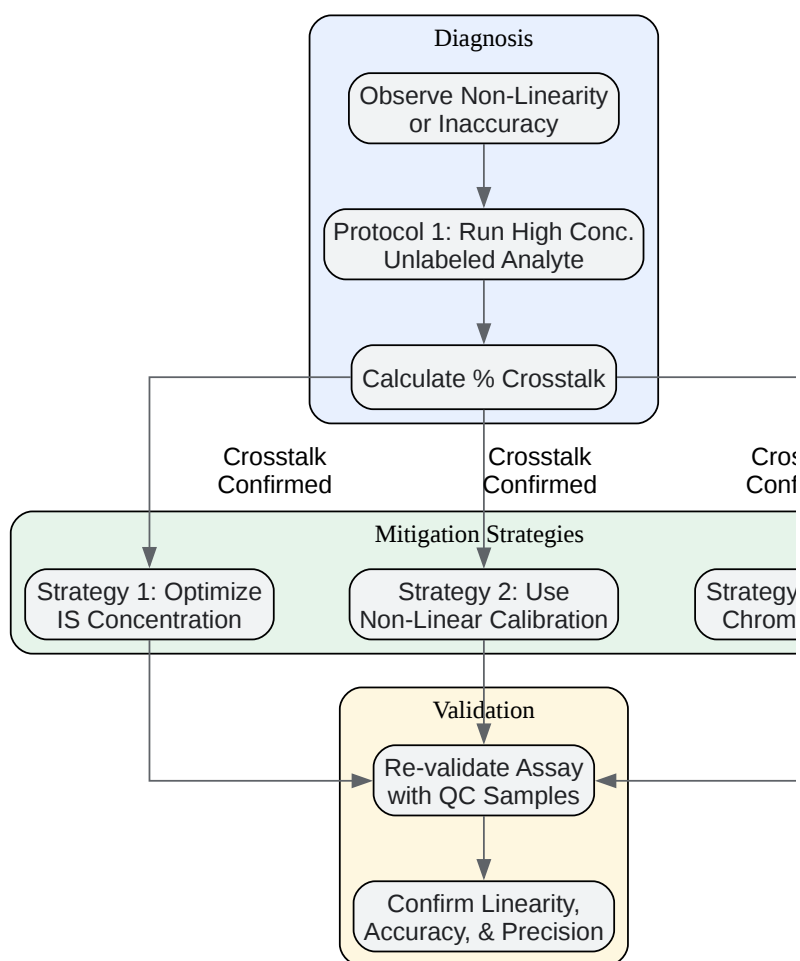 Diagnosis
Observe Non-Linearity
or Inaccuracy
Protocol 1: Run High Conc.
Unlabeled Analyte
Calculate % Crosstalk
Crosstalk
Confirmed
Crosstalk
Confirmed
Mitigation Strategies
Strategy 1: Optimize
IS Concentration
Strategy 2: Use
Non-Linear Calibration
Strategy
Validation
Re-validate Assay
with QC Samples
Confirm Linearity,
Accuracy, & Precision